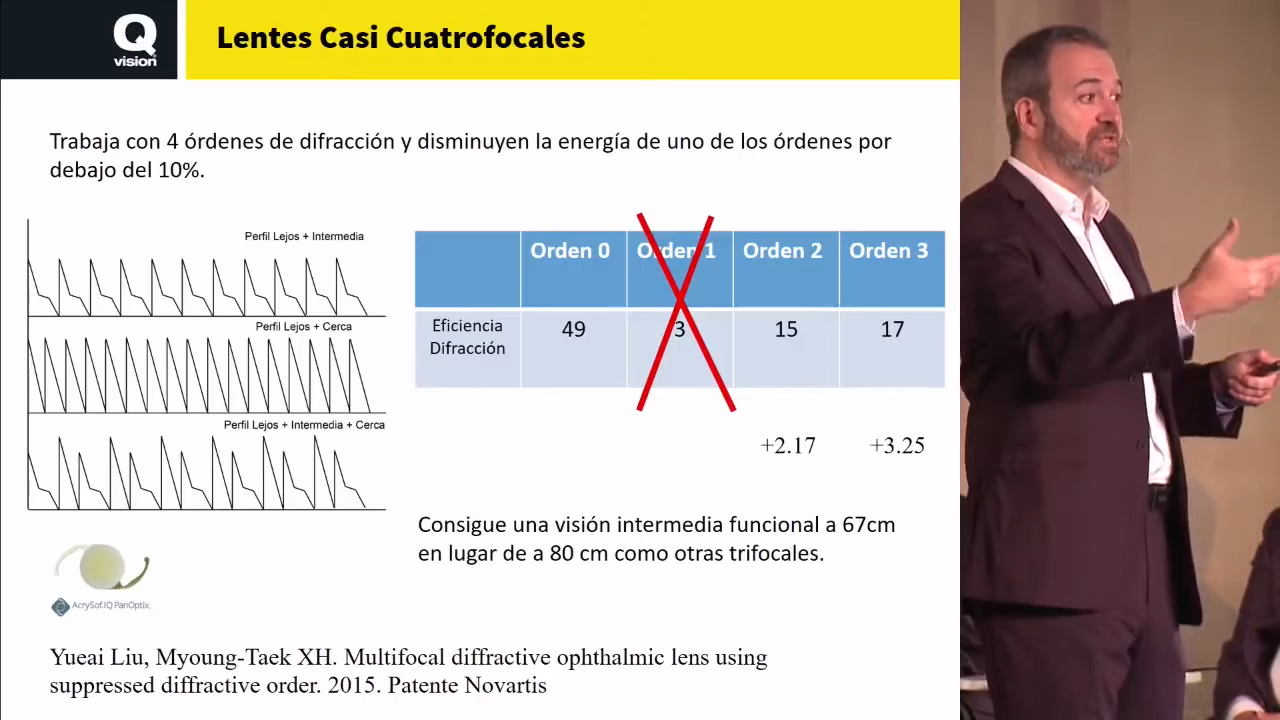 Q
vision
Lentes Casi Cuatrofocales
Trabaja con 4 órdenes de difracción y disminuyen la energía de uno de los órdenes por
debajo del 10%.
Perfil Lejos + Intermedia
Perfil Lejos + Cerca
Perfil Lejos + Intermedia + Cerca
Orden 0 Orden 1 Orden 2 Orden 3
Eficiencia
Difracción
49 3 15 17
+2.17 +3.25
Consigue una visión intermedia funcional a 67cm
en lugar de a 80 cm como otras trifocales.
AcrySof.IQ PanOptix.
Yueai Liu, Myoung-Taek XH. Multifocal diffractive ophthalmic lens using
suppressed diffractive order. 2015. Patente Novartis